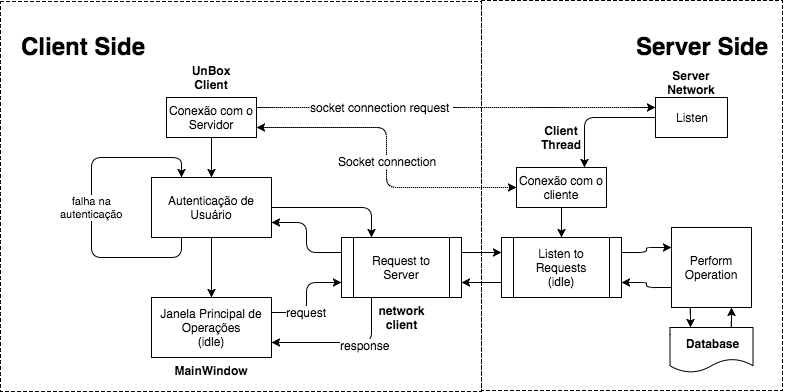 Client Side
Server Side
UnBox
Client
Server
Network
Conexão com o
Servidor
socket connection request
Listen
Client
Thread
Socket connection
Conexão com o
cliente
falha na
autenticação
Autenticação de
Usuário
Request to
Server
Listen to
Requests
(idle)
Perform
Operation
Janela Principal de
Operações
(idle)
request
network
client
response
MainWindow
Database